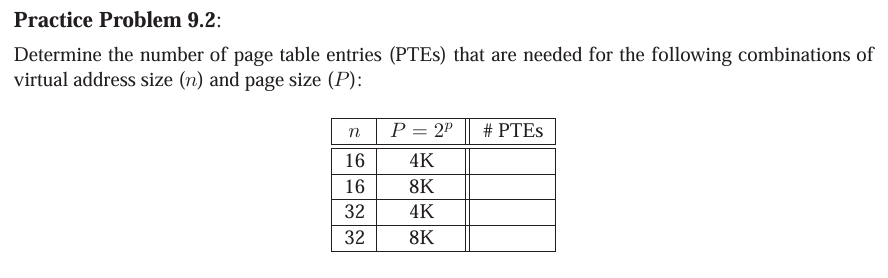 Practice Problem 9.2:
Determine the number of page table entries (PTEs) that are needed for the following combinations of
virtual address size (n) and page size (P):
n P = 2^p # PTEs
16 4K
16 8K
32 4K
32 8K